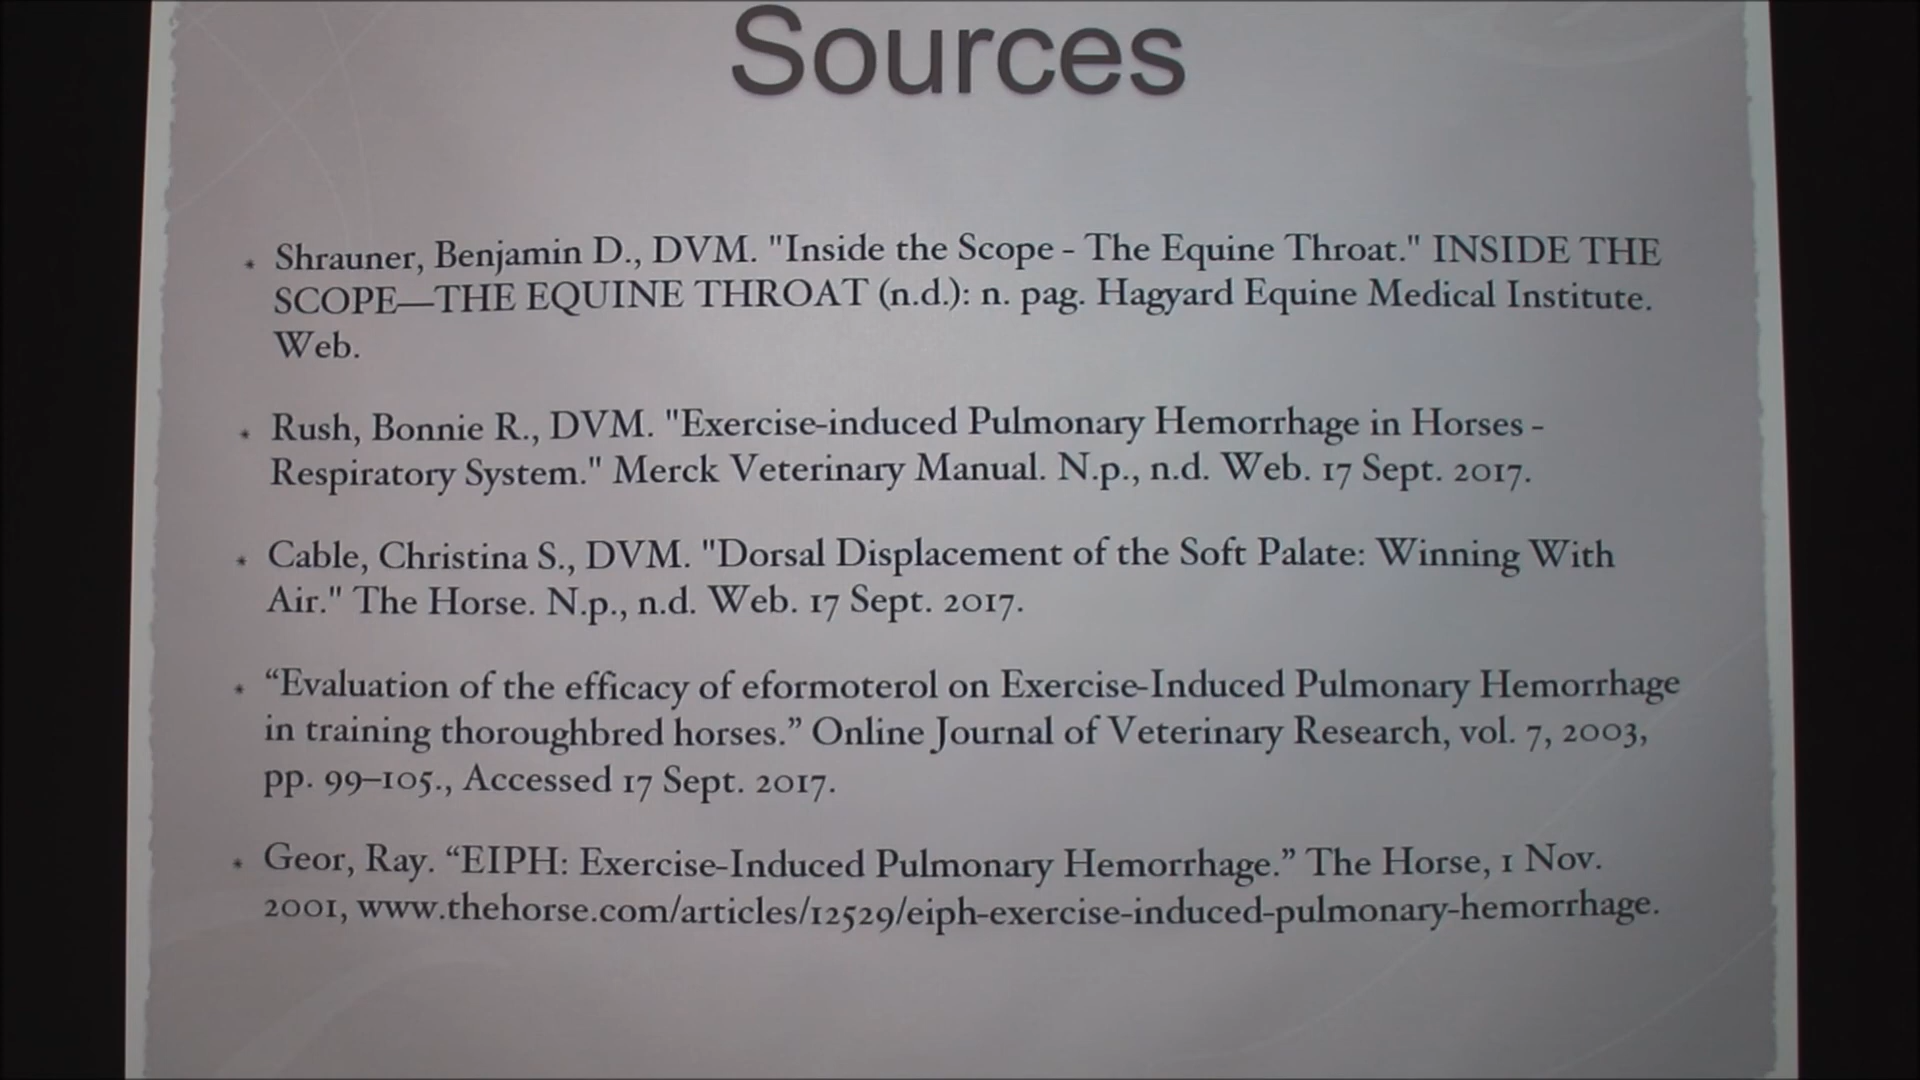 Sources
* Shrauner, Benjamin D., DVM. "Inside the Scope - The Equine Throat." INSIDE THE
SCOPE—THE EQUINE THROAT (n.d.): n. pag. Hagyard Equine Medical Institute.
Web.
* Rush, Bonnie R., DVM. "Exercise-induced Pulmonary Hemorrhage in Horses -
Respiratory System." Merck Veterinary Manual. N.p., n.d. Web. 17 Sept. 2017.
* Cable, Christina S., DVM. "Dorsal Displacement of the Soft Palate: Winning With
Air." The Horse. N.p., n.d. Web. 17 Sept. 2017.
* “Evaluation of the efficacy of eformoterol on Exercise-Induced Pulmonary Hemorrhage
in training thoroughbred horses.” Online Journal of Veterinary Research, vol. 7, 2003,
pp. 99–105., Accessed 17 Sept. 2017.
* Geor, Ray. “EIPH: Exercise-Induced Pulmonary Hemorrhage.” The Horse, 1 Nov.
2001, www.thehorse.com/articles/12529/eiph-exercise-induced-pulmonary-hemorrhage.